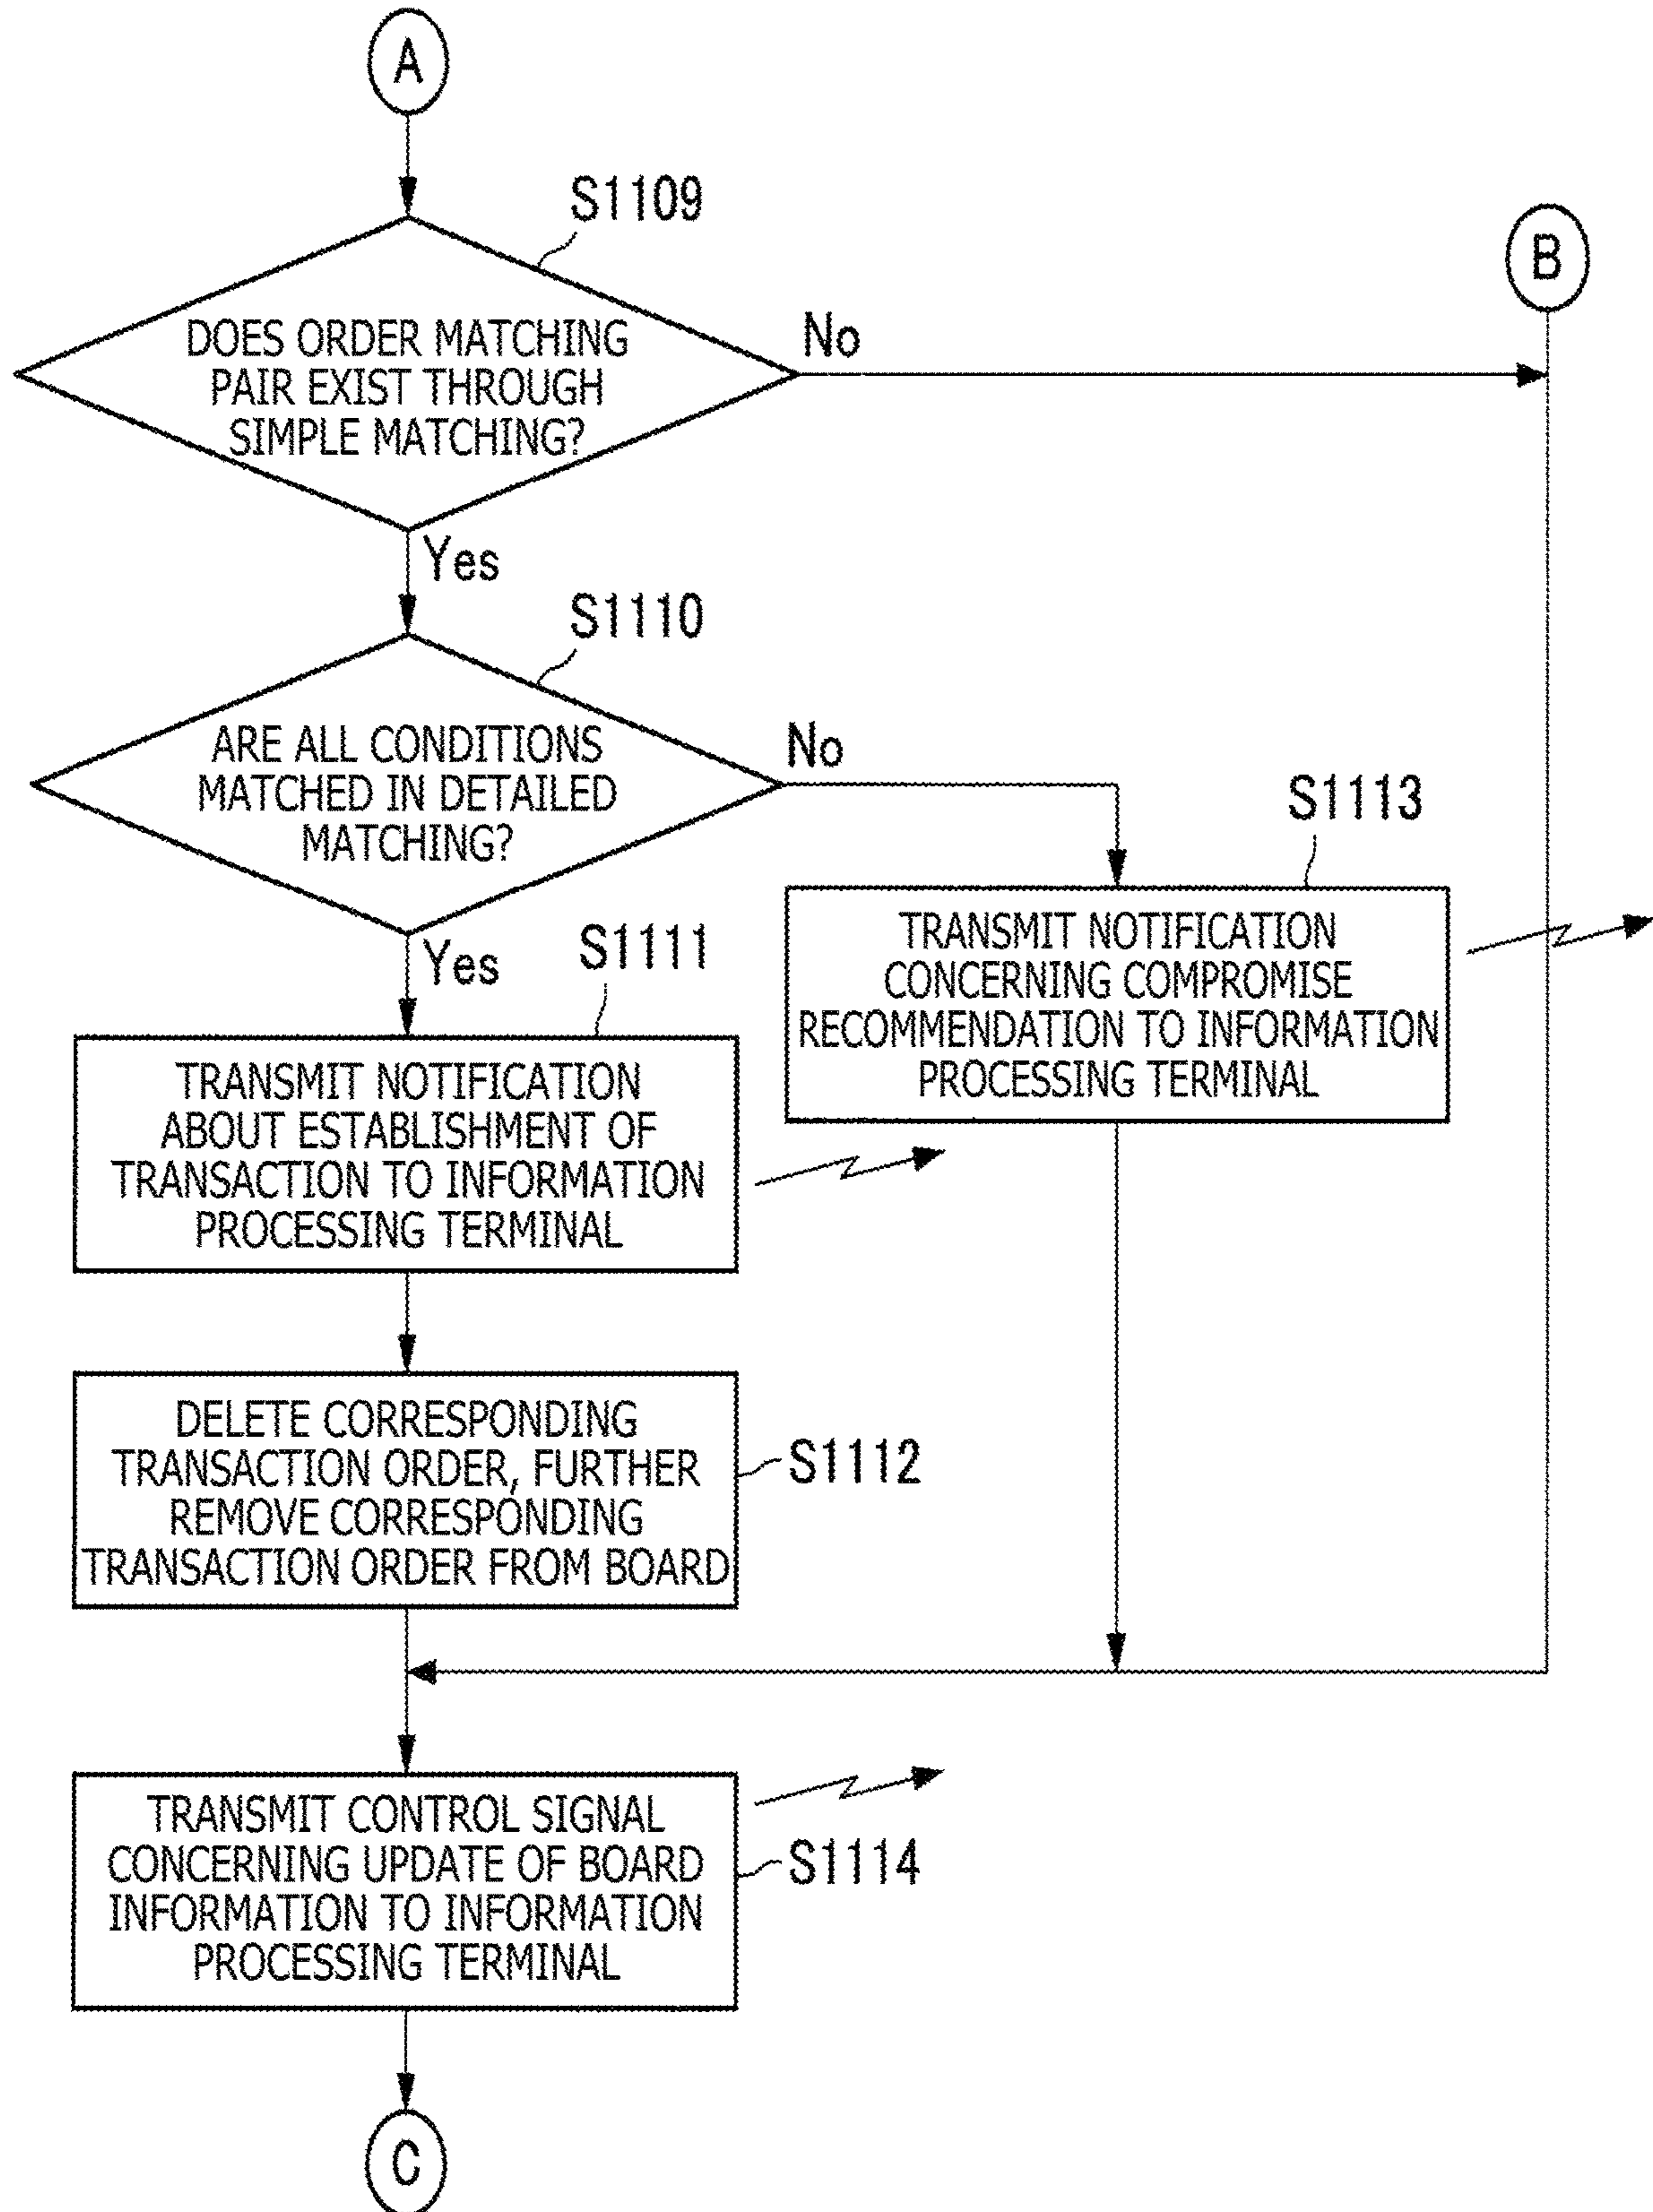 A
S1109
B
DOES ORDER MATCHING
PAIR EXIST THROUGH
SIMPLE MATCHING?
No
Yes
S1110
ARE ALL CONDITIONS
MATCHED IN DETAILED
MATCHING?
No
Yes
S1113
TRANSMIT NOTIFICATION
CONCERNING COMPROMISE
RECOMMENDATION TO INFORMATION
PROCESSING TERMINAL
S1111
TRANSMIT NOTIFICATION
ABOUT ESTABLISHMENT OF
TRANSACTION TO INFORMATION
PROCESSING TERMINAL
DELETE CORRESPONDING
TRANSACTION ORDER, FURTHER
REMOVE CORRESPONDING
TRANSACTION ORDER FROM BOARD
S1112
TRANSMIT CONTROL SIGNAL
CONCERNING UPDATE OF BOARD
INFORMATION TO INFORMATION
PROCESSING TERMINAL
S1114
C